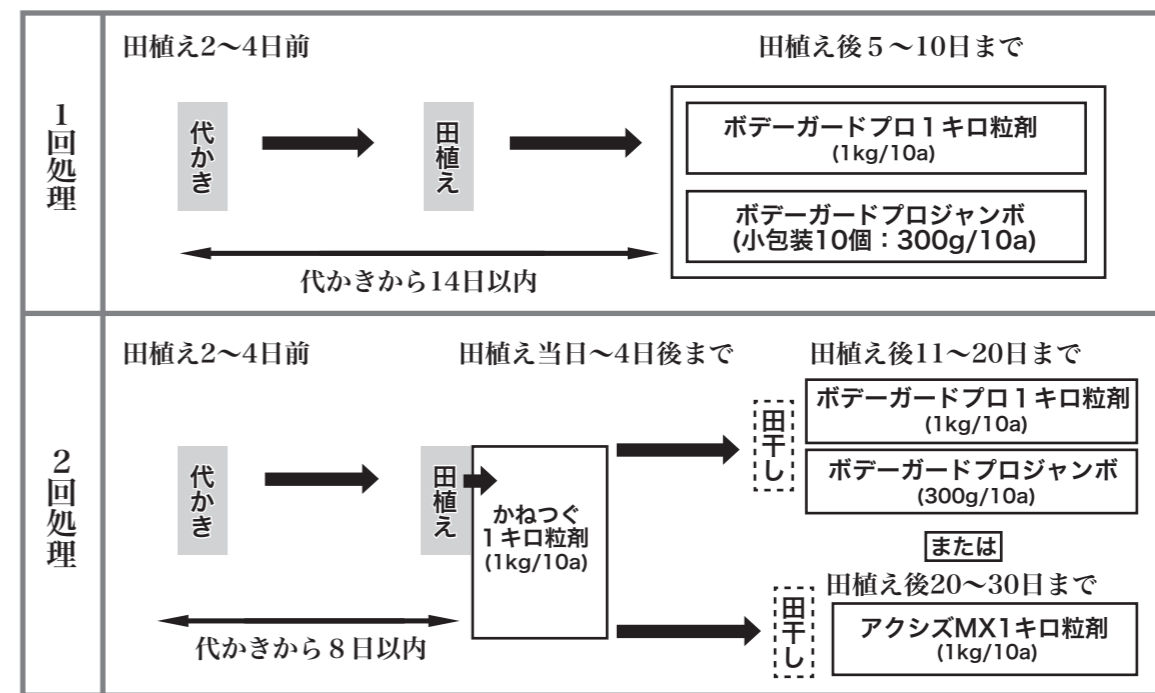 1回処理
田植え2〜4日前
田植え後5〜10日まで
代かき
田植え
ボデーガードプロ1キロ粒剤
(1kg/10a)
ボデーガードプロジャンボ
(小包装10個：300g/10a)
代かきから14日以内
2回処理
田植え2〜4日前
田植え当日〜4日後まで
田植え後11〜20日まで
代かき
田植え
かねつぐ
1キロ粒剤
(1kg/10a)
田干し
ボデーガードプロ1キロ粒剤
(1kg/10a)
ボデーガードプロジャンボ
(300g/10a)
または
田植え後20〜30日まで
田干し
アクシズMX1キロ粒剤
(1kg/10a)
代かきから8日以内